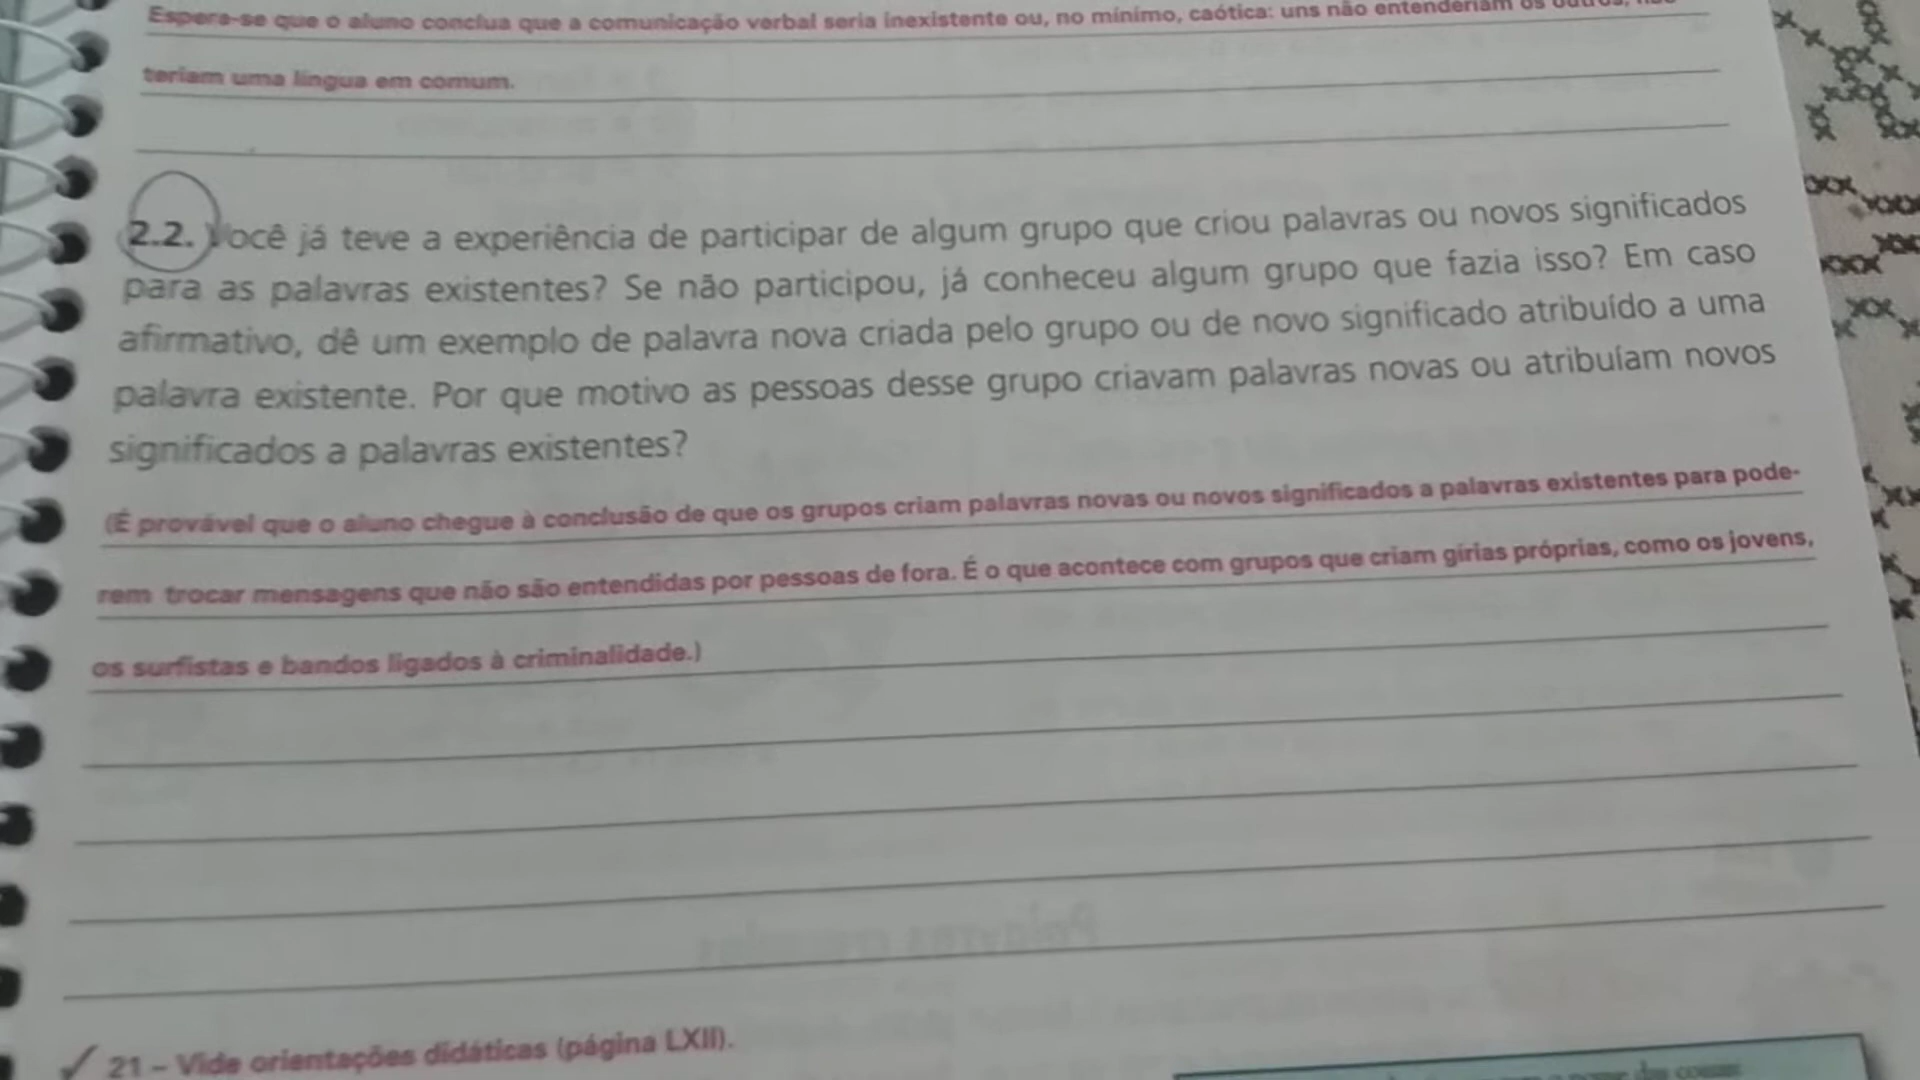 Espera-se que o aluno conclua que a comunicação verbal seria inexistente ou, no mínimo, caótica: uns não entenderiam os
teriam uma língua em comum.
2.2. Você já teve a experiência de participar de algum grupo que criou palavras ou novos significados
para as palavras existentes? Se não participou, já conheceu algum grupo que fazia isso? Em caso
afirmativo, dê um exemplo de palavra nova criada pelo grupo ou de novo significado atribuído a uma
palavra existente. Por que motivo as pessoas desse grupo criavam palavras novas ou atribuíam novos
significados a palavras existentes?
(É provável que o aluno chegue à conclusão de que os grupos criam palavras novas ou novos significados a palavras existentes para pode-
rem trocar mensagens que não são entendidas por pessoas de fora. É o que acontece com grupos que criam gírias próprias, como os jovens,
os surfistas e bandos ligados à criminalidade.)
21 – Vide orientações didáticas (página LXII).